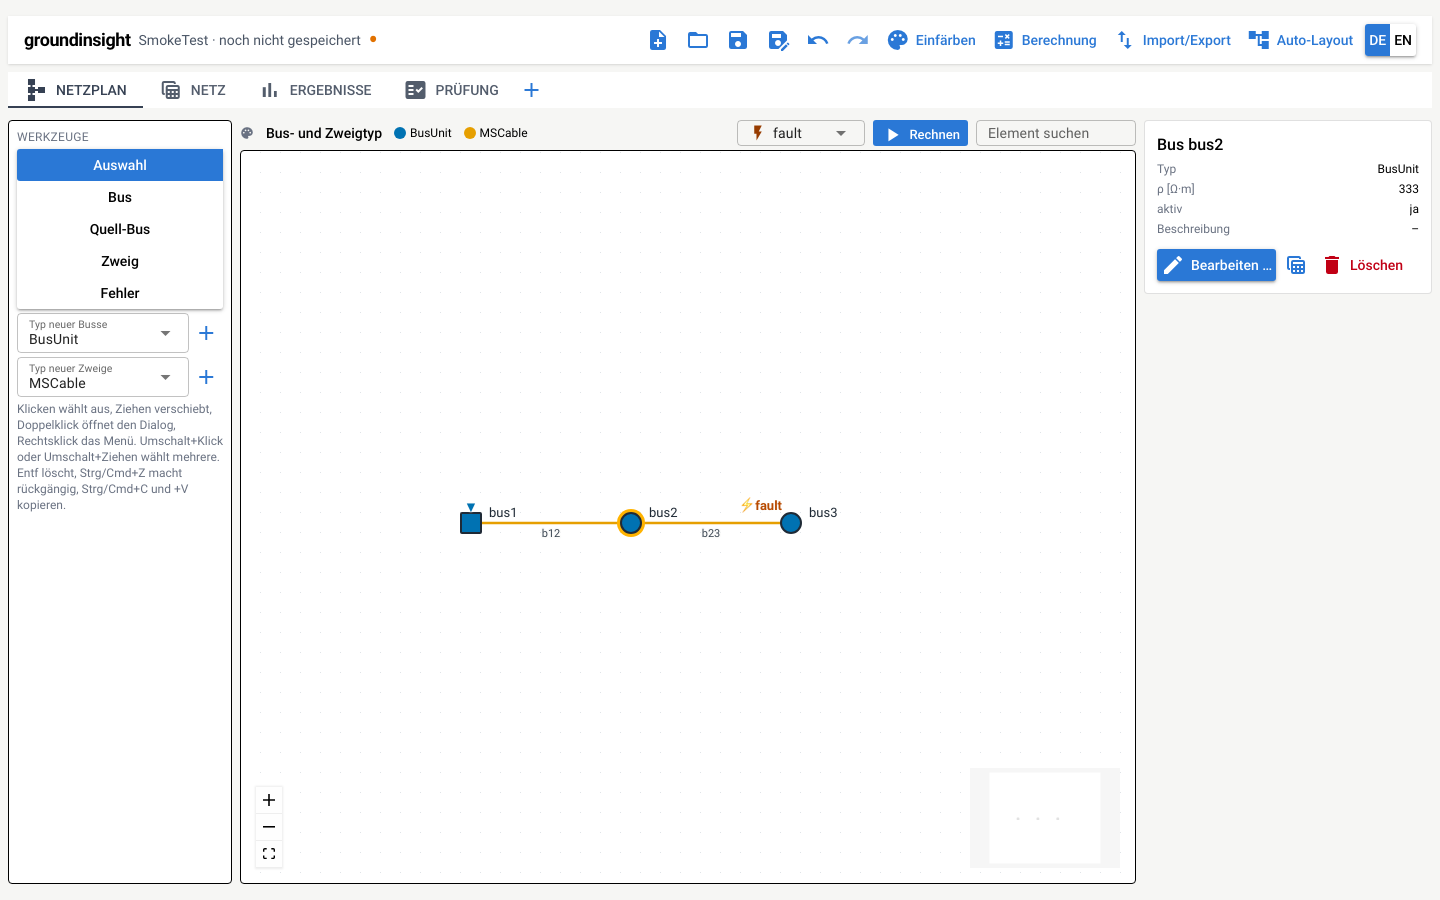 groundinsight SmokeTest · noch nicht gespeichert
Einfärben
Berechnung
Import/Export
Auto-Layout
DE EN
NETZPLAN
NETZ
ERGEBNISSE
PRÜFUNG
WERKZEUGE
Auswahl
Bus
Quell-Bus
Zweig
Fehler
Typ neuer Busse
BusUnit
Typ neuer Zweige
MSCable
Klicken wählt aus, Ziehen verschiebt,
Doppelklick öffnet den Dialog,
Rechtsklick das Menü. Umschalt+Klick
oder Umschalt+Ziehen wählt mehrere.
Entf löscht, Strg/Cmd+Z macht
rückgängig, Strg/Cmd+C und +V
kopieren.
Bus- und Zweigtyp
BusUnit
MSCable
fault
Rechnen
Element suchen
bus1
b12
bus2
b23
fault
bus3
Bus bus2
Typ BusUnit
ρ [Ω·m] 333
aktiv ja
Beschreibung –
Bearbeiten ...
Löschen